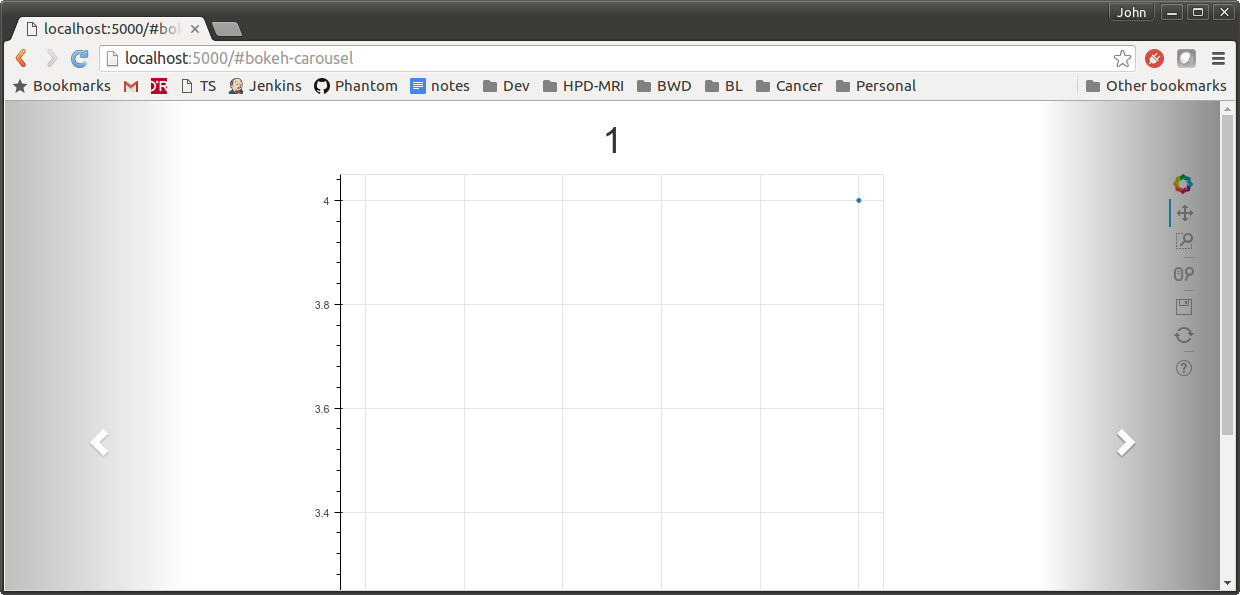 John
localhost:5000/#bo
localhost:5000/#bokeh-carousel
Bookmarks TS Jenkins Phantom notes Dev HPD-MRI BWD BL Cancer Personal Other bookmarks
1
4
3.8
3.6
3.4